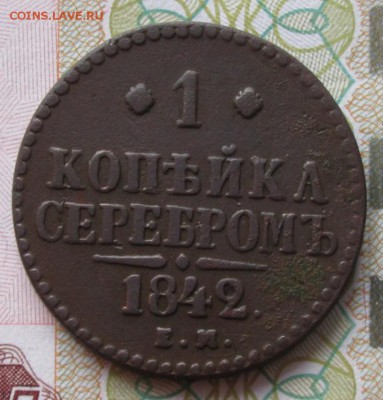 COINS.LAVE.RU
1
КОПѢЙКА
СЕРЕБРОМЪ
1842.
Е.М.